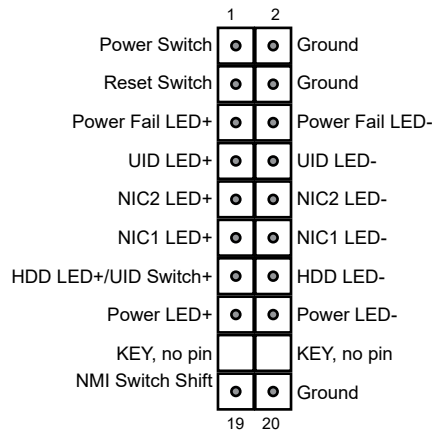 1 2
Power Switch Ground
Reset Switch Ground
Power Fail LED+ Power Fail LED-
UID LED+ UID LED-
NIC2 LED+ NIC2 LED-
NIC1 LED+ NIC1 LED-
HDD LED+/UID Switch+ HDD LED-
Power LED+ Power LED-
KEY, no pin KEY, no pin
NMI Switch Shift Ground
19 20